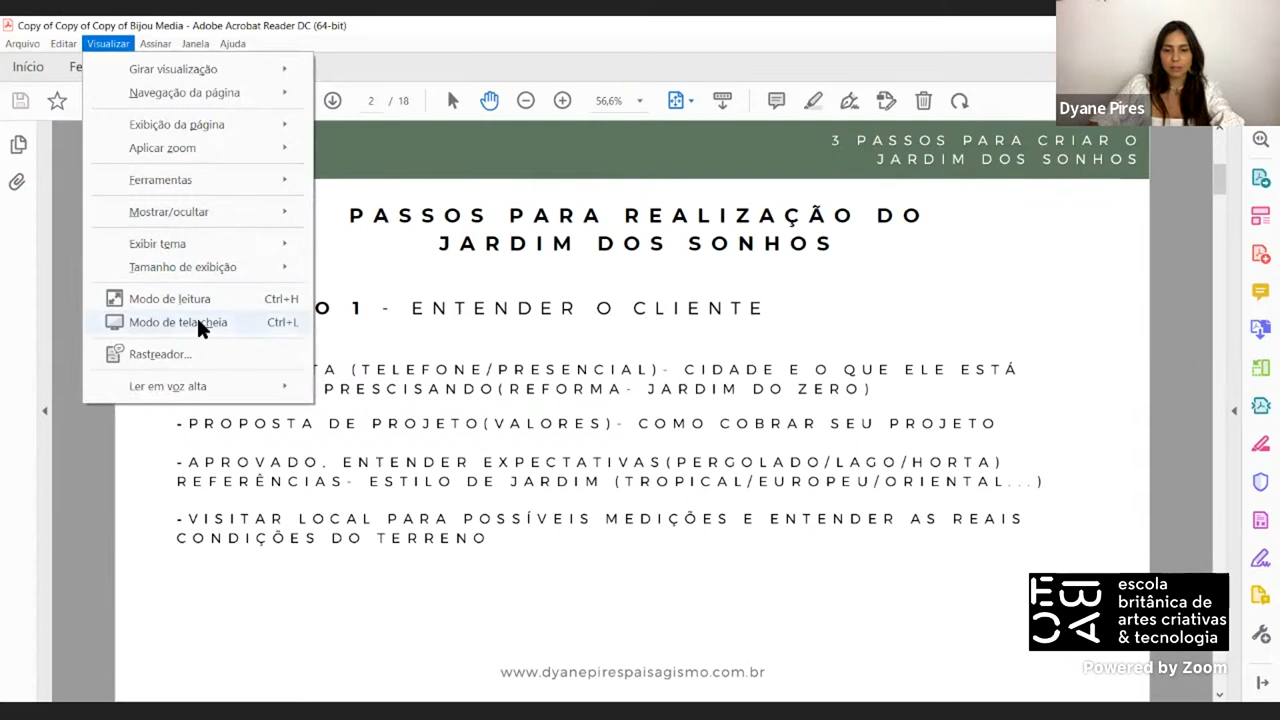 Copy of Copy of Copy of Bijou Media - Adobe Acrobat Reader DC (64-bit)
Arquivo Editar Visualizar Assinar Janela Ajuda
Início Fe
Girar visualização
Navegação da página
Exibição da página
Aplicar zoom
Ferramentas
Mostrar/ocultar
Exibir tema
Tamanho de exibição
Modo de leitura Ctrl+H
Modo de tela cheia Ctrl+L
Rastreador...
Ler em voz alta
2 / 18
56,6%
Dyane Pires
3 PASSOS PARA CRIAR O
JARDIM DOS SONHOS
PASSOS PARA REALIZAÇÃO DO
JARDIM DOS SONHOS
O 1 - ENTENDER O CLIENTE
TA (TELEFONE/PRESENCIAL)- CIDADE E O QUE ELE ESTÁ
PRESCISANDO(REFORMA- JARDIM DO ZERO)
-PROPOSTA DE PROJETO(VALORES)- COMO COBRAR SEU PROJETO
-APROVADO, ENTENDER EXPECTATIVAS(PERGOLADO/LAGO/HORTA)
REFERÊNCIAS- ESTILO DE JARDIM (TROPICAL/EUROPEU/ORIENTAL...)
-VISITAR LOCAL PARA POSSÍVEIS MEDIÇÕES E ENTENDER AS REAIS
CONDIÇÕES DO TERRENO
www.dyanepirespaisagismo.com.br
escola
britânica de
artes criativas
& tecnologia
Powered by Zoom